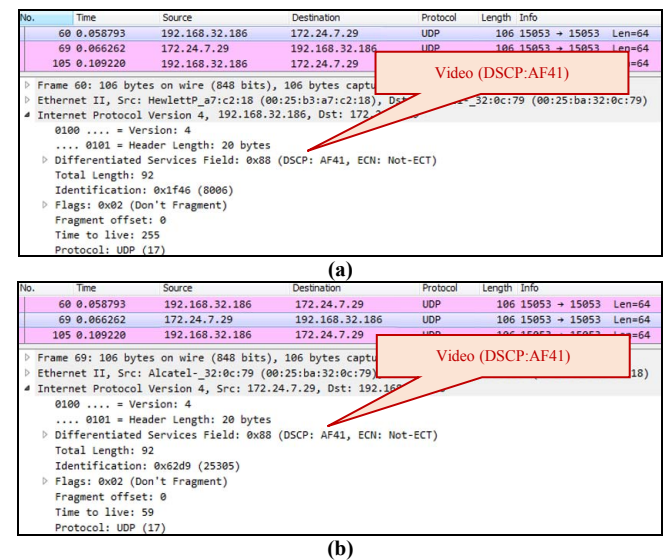 No. Time Source Destination Protocol Length Info
60 0.058793 192.168.32.186 172.24.7.29 UDP 106 15053 → 15053 Len=64
69 0.066262 172.24.7.29 192.168.32.186 UDP 106 15053 → 15053 Len=64
105 0.109220 192.168.32.186 172.24.7.29 =64
Video (DSCP:AF41)
Frame 60: 106 bytes on wire (848 bits), 106 bytes captu
Ethernet II, Src: HewlettP_a7:c2:18 (00:25:b3:a7:c2:18), Dst -_32:0c:79 (00:25:ba:32:0c:79)
Internet Protocol Version 4, 192.168.32.186, Dst: 172.2
0100 .... = Version: 4
.... 0101 = Header Length: 20 bytes
Differentiated Services Field: 0x88 (DSCP: AF41, ECN: Not-ECT)
Total Length: 92
Identification: 0x1f46 (8006)
Flags: 0x02 (Don't Fragment)
Fragment offset: 0
Time to live: 255
Protocol: UDP (17)
(a)
No. Time Source Destination Protocol Length Info
60 0.058793 192.168.32.186 172.24.7.29 UDP 106 15053 → 15053 Len=64
69 0.066262 172.24.7.29 192.168.32.186 UDP 106 15053 → 15053 Len=64
105 0.109220 192.168.32.186 172.24.7.29 UDP 106 15053 → 15053 Len=64
Video (DSCP:AF41)
Frame 69: 106 bytes on wire (848 bits), 106 bytes captu
Ethernet II, Src: Alcatel-_32:0c:79 (00:25:ba:32:0c:79) 18)
Internet Protocol Version 4, Src: 172.24.7.29, Dst: 192.168
0100 .... = Version: 4
.... 0101 = Header Length: 20 bytes
Differentiated Services Field: 0x88 (DSCP: AF41, ECN: Not-ECT)
Total Length: 92
Identification: 0x62d9 (25305)
Flags: 0x02 (Don't Fragment)
Fragment offset: 0
Time to live: 59
Protocol: UDP (17)
(b)